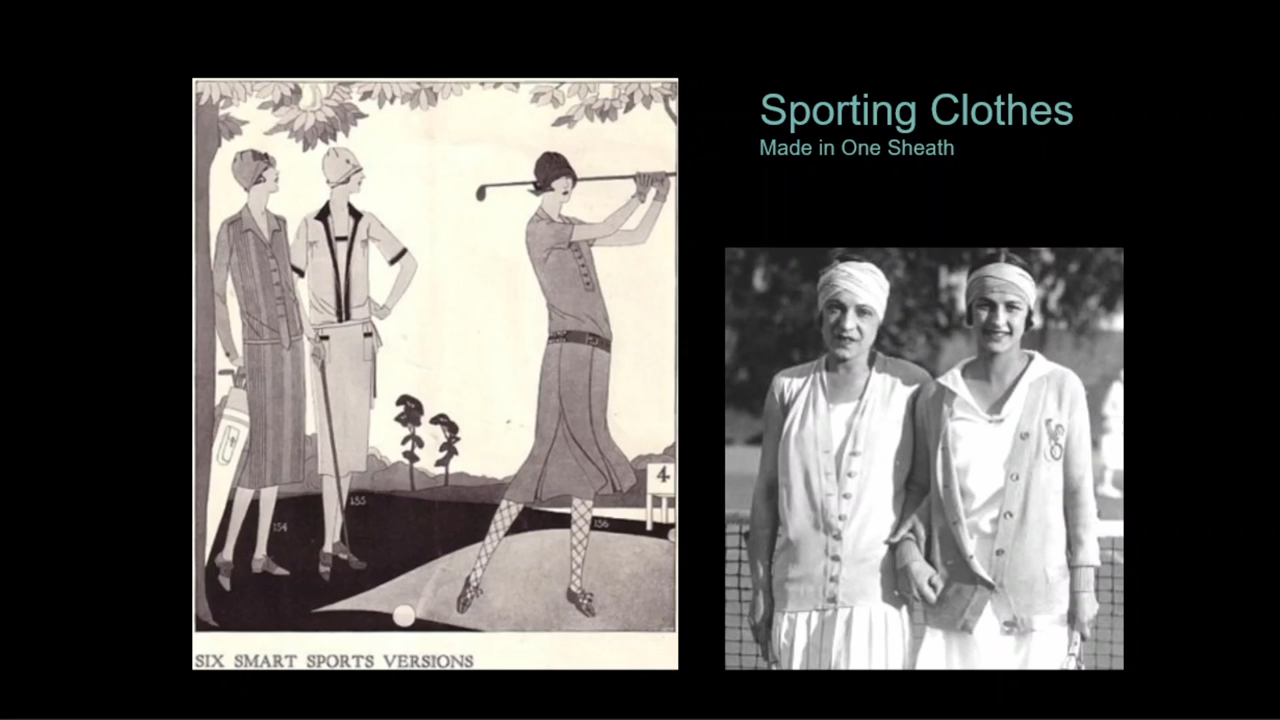 Sporting Clothes
Made in One Sheath
154
155
156
4
SIX SMART SPORTS VERSIONS